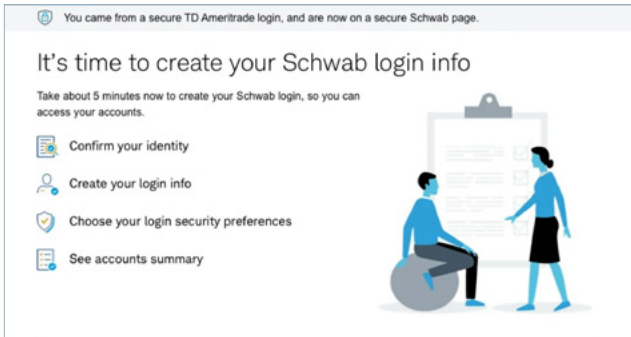 You came from a secure TD Ameritrade login, and are now on a secure Schwab page.
It's time to create your Schwab login info
Take about 5 minutes now to create your Schwab login, so you can
access your accounts.
Confirm your identity
Create your login info
Choose your login security preferences
See accounts summary